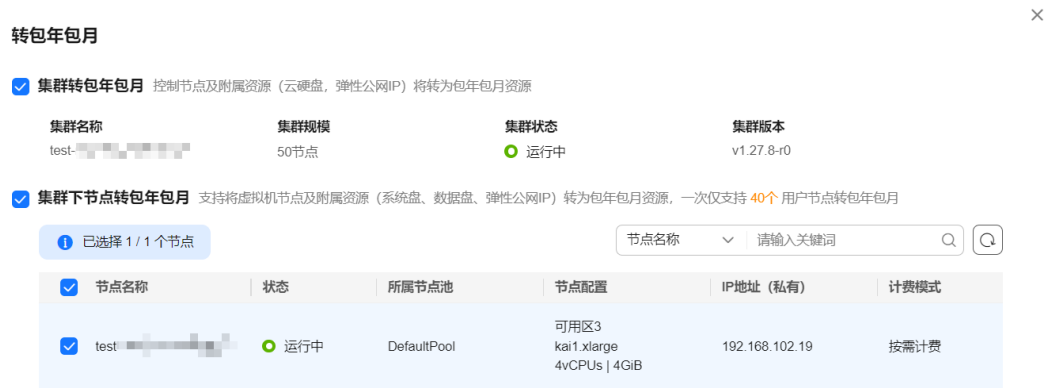 转包年包月
集群转包年包月 控制节点及附属资源（云硬盘，弹性公网IP）将转为包年包月资源
集群名称 集群规模 集群状态 集群版本
test- 50节点 运行中 v1.27.8-r0
集群下节点转包年包月 支持将虚拟机节点及附属资源（系统盘、数据盘、弹性公网IP）转为包年包月资源，一次仅支持 40个 用户节点转包年包月
已选择 1 / 1 个节点 节点名称 请输入关键词
节点名称 状态 所属节点池 节点配置 IP地址（私有） 计费模式
可用区3
test 运行中 DefaultPool kai1.xlarge 192.168.102.19 按需计费
4vCPUs | 4GiB